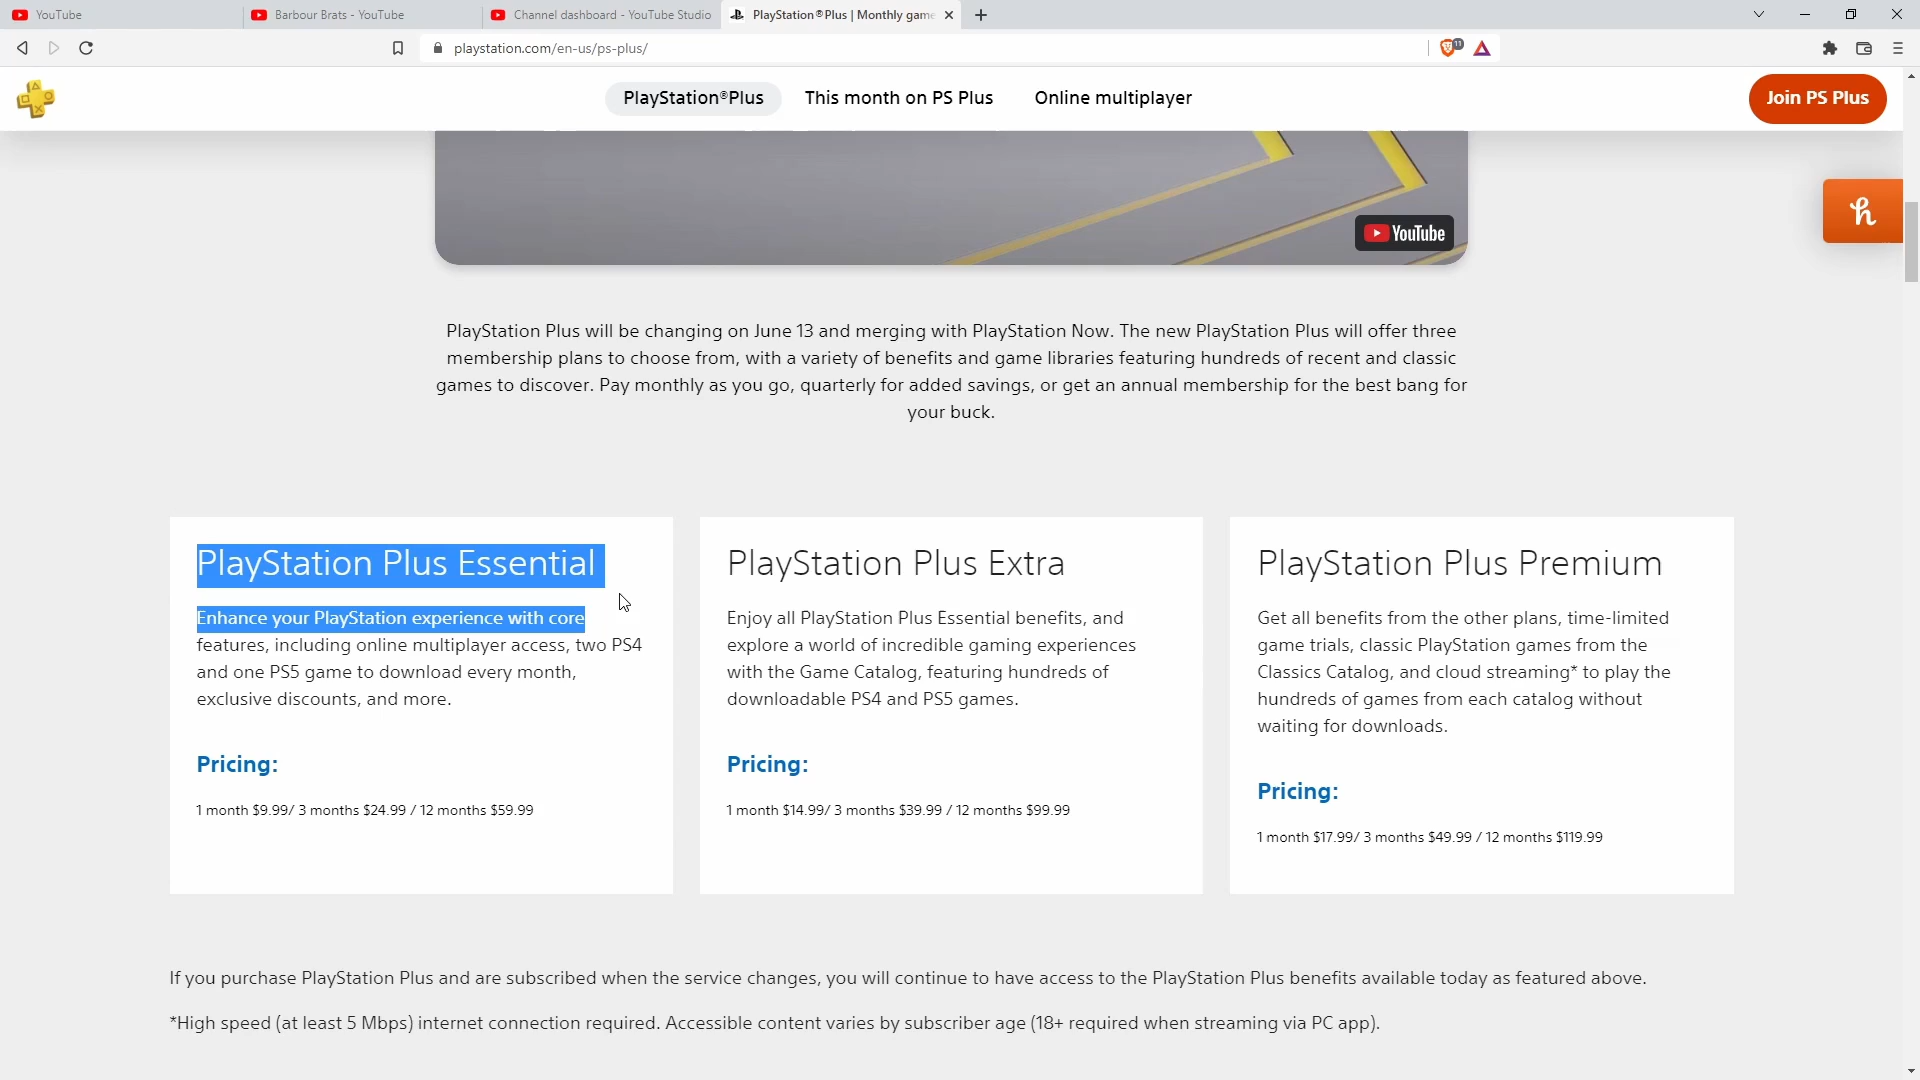 YouTube
Barbour Brats - YouTube
Channel dashboard - YouTube Studio
PlayStation®Plus | Monthly game
playstation.com/en-us/ps-plus/
11
PlayStation®Plus
This month on PS Plus
Online multiplayer
Join PS Plus
YouTube
h
PlayStation Plus will be changing on June 13 and merging with PlayStation Now. The new PlayStation Plus will offer three
membership plans to choose from, with a variety of benefits and game libraries featuring hundreds of recent and classic
games to discover. Pay monthly as you go, quarterly for added savings, or get an annual membership for the best bang for
your buck.
PlayStation Plus Essential
Enhance your PlayStation experience with core
features, including online multiplayer access, two PS4
and one PS5 game to download every month,
exclusive discounts, and more.
Pricing:
1 month $9.99/ 3 months $24.99 / 12 months $59.99
PlayStation Plus Extra
Enjoy all PlayStation Plus Essential benefits, and
explore a world of incredible gaming experiences
with the Game Catalog, featuring hundreds of
downloadable PS4 and PS5 games.
Pricing:
1 month $14.99/ 3 months $39.99 / 12 months $99.99
PlayStation Plus Premium
Get all benefits from the other plans, time-limited
game trials, classic PlayStation games from the
Classics Catalog, and cloud streaming* to play the
hundreds of games from each catalog without
waiting for downloads.
Pricing:
1 month $17.99/ 3 months $49.99 / 12 months $119.99
If you purchase PlayStation Plus and are subscribed when the service changes, you will continue to have access to the PlayStation Plus benefits available today as featured above.
*High speed (at least 5 Mbps) internet connection required. Accessible content varies by subscriber age (18+ required when streaming via PC app).